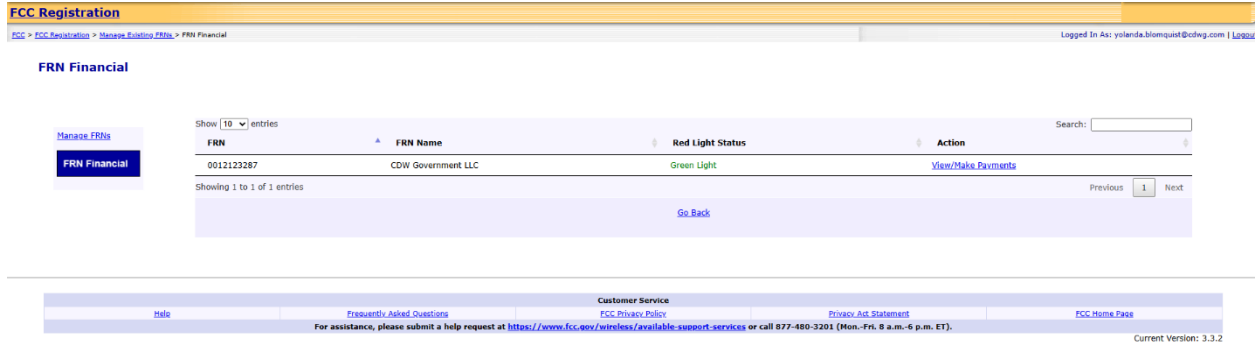 FCC Registration
FCC > FCC Registration > Manage Existing FRNs > FRN Financial
Logged In As: yolanda.blomquist@cdwg.com | Logout
FRN Financial
Manage FRNs
FRN Financial
Show 10 entries
Search:
FRN FRN Name Red Light Status Action
0012123287 CDW Government LLC Green Light View/Make Payments
Showing 1 to 1 of 1 entries
Previous 1 Next
Go Back
Customer Service
Help Frequently Asked Questions FCC Privacy Policy Privacy Act Statement FCC Home Page
For assistance, please submit a help request at https://www.fcc.gov/wireless/available-support-services or call 877-480-3201 (Mon.-Fri. 8 a.m.-6 p.m. ET).
Current Version: 3.3.2